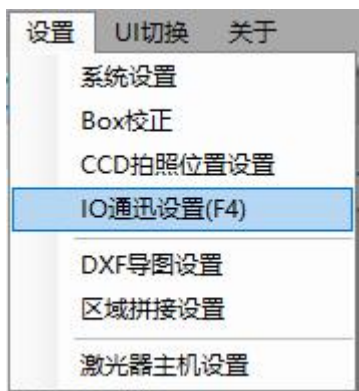 设置 UI切换 关于
系统设置
Box校正
CCD拍照位置设置
IO通迅设置(F4)
DXF导图设置
区域拼接设置
激光器主机设置